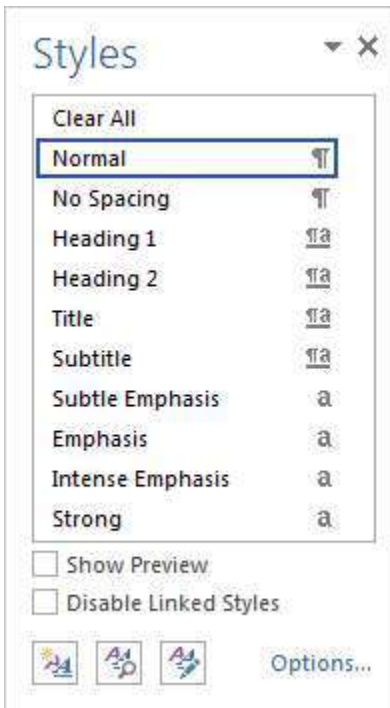 Styles
Clear All
Normal ¶
No Spacing ¶
Heading 1 ¶a
Heading 2 ¶a
Title ¶a
Subtitle ¶a
Subtle Emphasis a
Emphasis a
Intense Emphasis a
Strong a
Show Preview
Disable Linked Styles
Options...